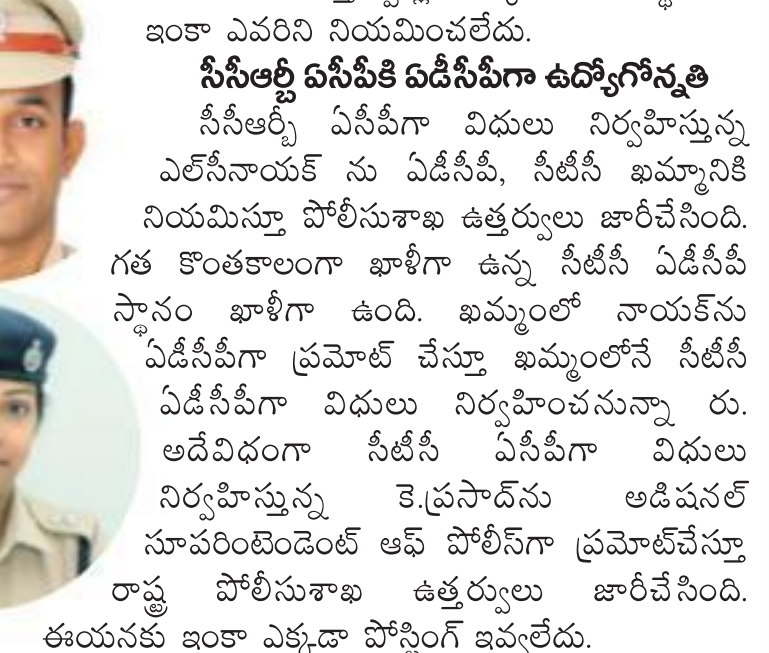 ఇంకా ఎవరిని నియమించలేదు.
సీసీఆర్బీ ఏసీపీకి ఏడీసీపీగా ఉద్యోగోన్నతి
సీసీఆర్బీ ఏసీపీగా విధులు నిర్వహిస్తున్న
ఎల్‌సీనాయక్ ను ఏడీసీపీ, సీటీసీ ఖమ్మానికి
నియమిస్తూ పోలీసుశాఖ ఉత్తర్వులు జారీచేసింది.
గత కొంతకాలంగా ఖాళీగా ఉన్న సీటీసీ ఏడీసీపీ
స్థానం ఖాళీగా ఉంది. ఖమ్మంలో నాయక్‌ను
ఏడీసీపీగా ప్రమోట్ చేస్తూ ఖమ్మంలోనే సీటీసీ
ఏడీసీపీగా విధులు నిర్వహించనున్నా రు.
అదేవిధంగా సీటీసీ ఏసీపీగా విధులు
నిర్వహిస్తున్న కె.ప్రసాద్‌ను అడిషనల్
సూపరింటెండెంట్ ఆఫ్ పోలీస్‌గా ప్రమోట్‌చేస్తూ
రాష్ట్ర పోలీసుశాఖ ఉత్తర్వులు జారీచేసింది.
ఈయనకు ఇంకా ఎక్కడా పోస్టింగ్ ఇవ్వలేదు.